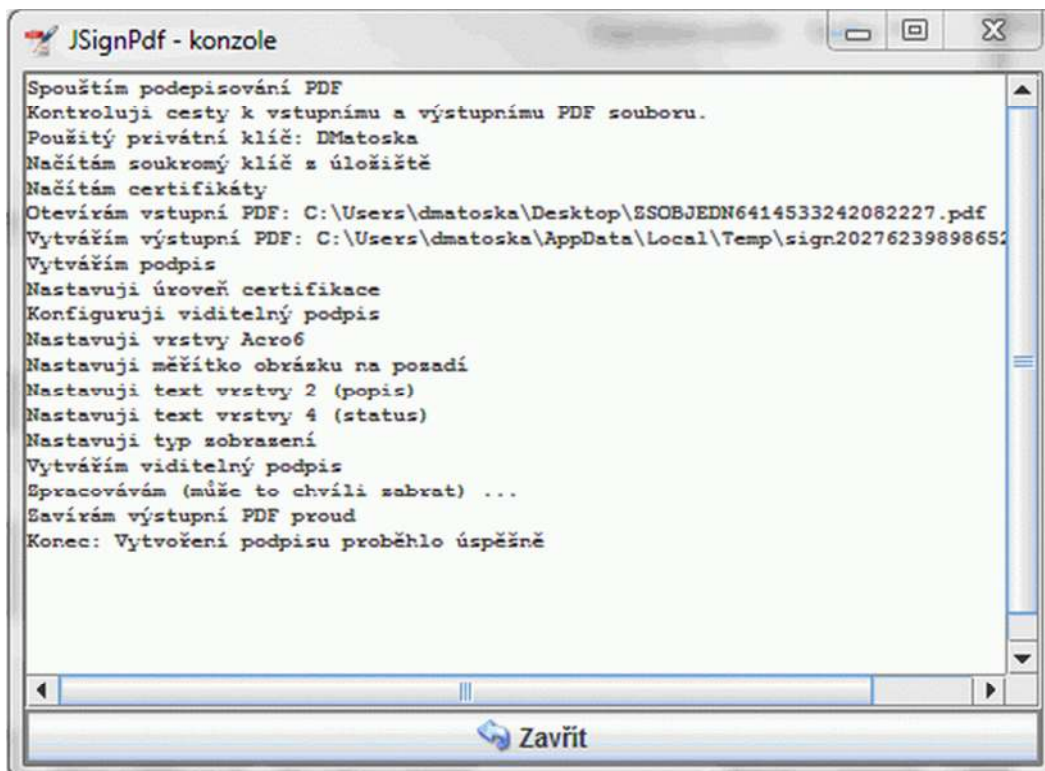 JSignPdf - konzole
Spouštím podepisování PDF
Kontroluji cesty k vstupnímu a výstupnímu PDF souboru.
Použitý privátní klíč: DMatoska
Načítám soukromý klíč z úložiště
Načítám certifikáty
Otevírám vstupní PDF: C:\Users\dmatoska\Desktop\ZSOBJEDN6414533242082227.pdf
Vytvářím výstupní PDF: C:\Users\dmatoska\AppData\Local\Temp\sign20276239898652
Vytvářím podpis
Nastavuji úroveň certifikace
Konfiguruji viditelný podpis
Nastavuji vrstvy Acro6
Nastavuji měřítko obrázku na pozadí
Nastavuji text vrstvy 2 (popis)
Nastavuji text vrstvy 4 (status)
Nastavuji typ zobrazení
Vytvářím viditelný podpis
Zpracovávám (může to chvíli zabrat) ...
Zavírám výstupní PDF proud
Konec: Vytvoření podpisu proběhlo úspěšně
Zavřít